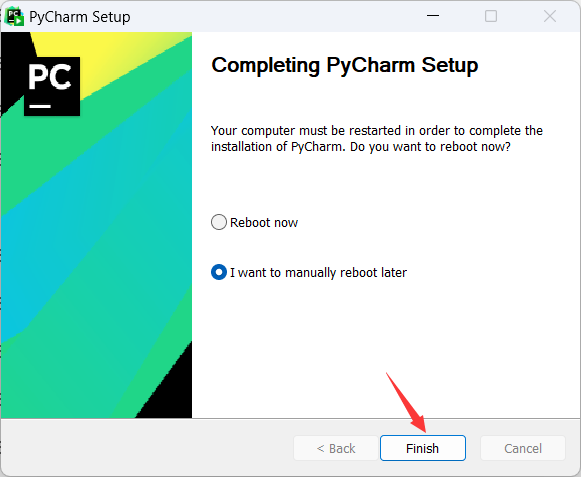 PyCharm Setup
PC
Completing PyCharm Setup
Your computer must be restarted in order to complete the
installation of PyCharm. Do you want to reboot now?
Reboot now
I want to manually reboot later
< Back
Finish
Cancel